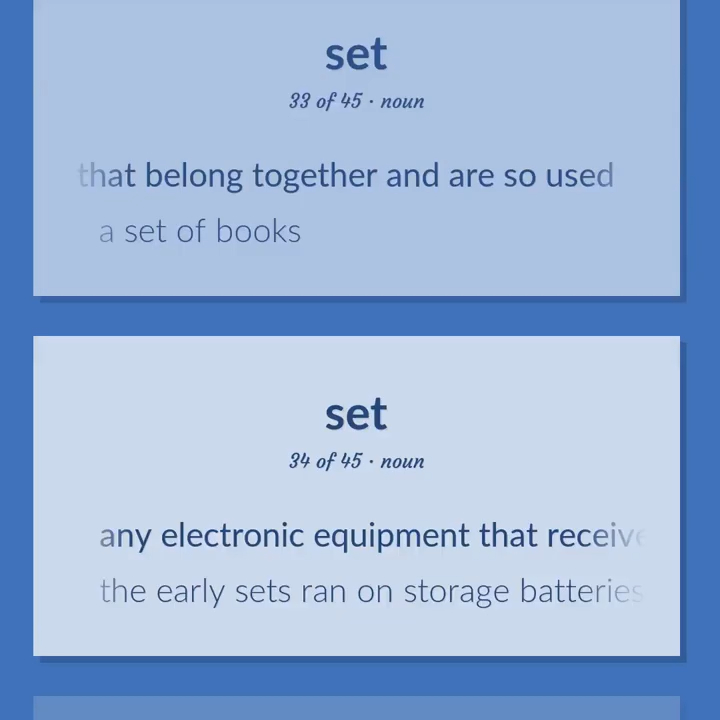 set
33 of 45 · noun
that belong together and are so used
a set of books
set
34 of 45 · noun
any electronic equipment that receive
the early sets ran on storage batteries